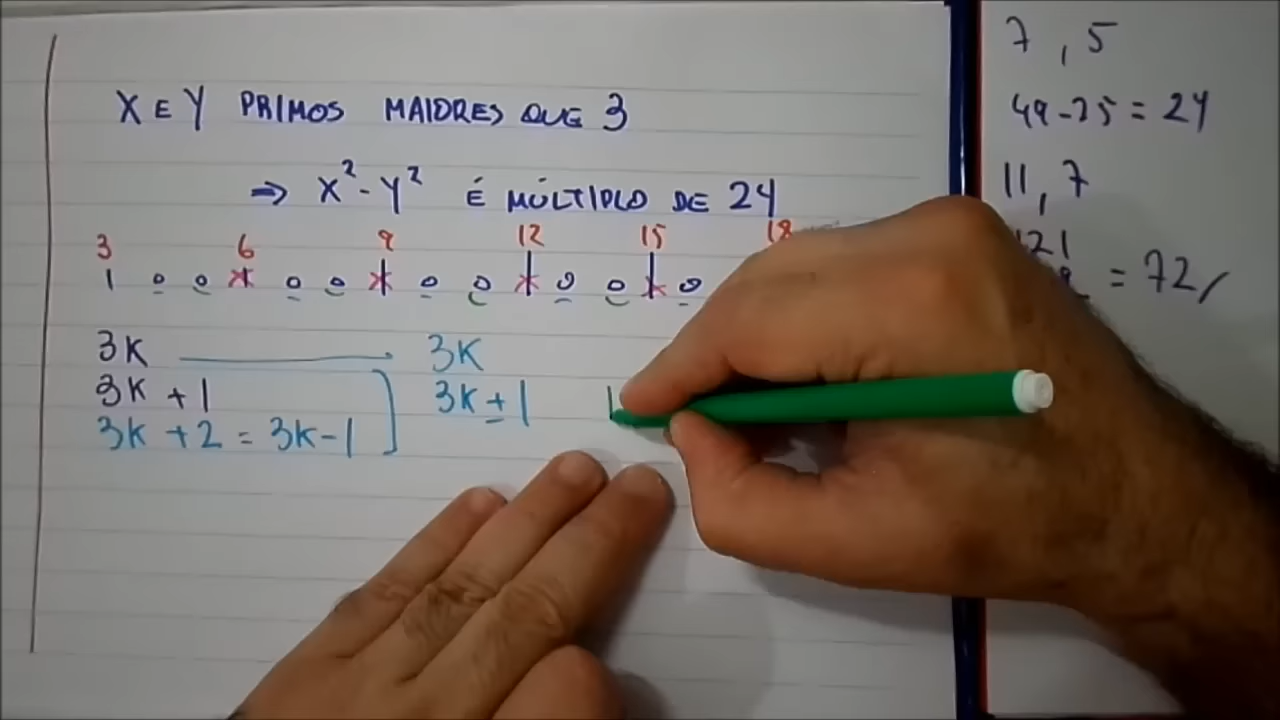 X E Y PRIMOS MAIORES QUE 3
⇒ X² - Y² É MÚLTIPLO DE 24
3 6 9 12 15 18
3K 3K
3K + 1 3K ± 1
3K + 2 = 3K - 1
7 , 5
49 - 25 = 24
11 , 7
121
= 72